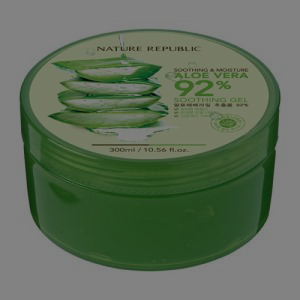 NATURE REPUBLIC
SOOTHING & MOISTURE
ALOE VERA
92%
SOOTHING GEL
300ml / 10.56 fl.oz.